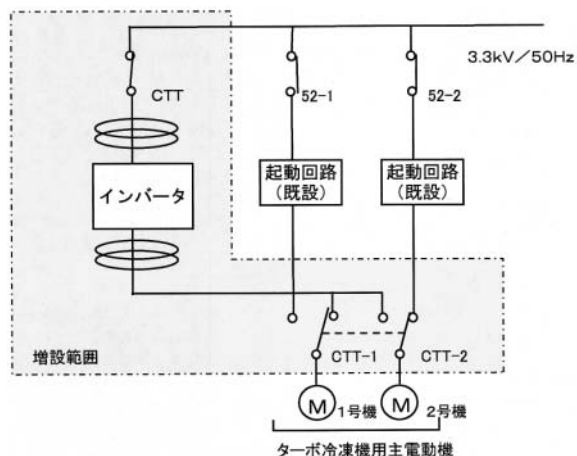 3.3kV／50Hz
CTT
52-1
52-2
インバータ
起動回路
(既設)
起動回路
(既設)
増設範囲
CTT-1
CTT-2
M
1号機
M
2号機
ターボ冷凍機用主電動機